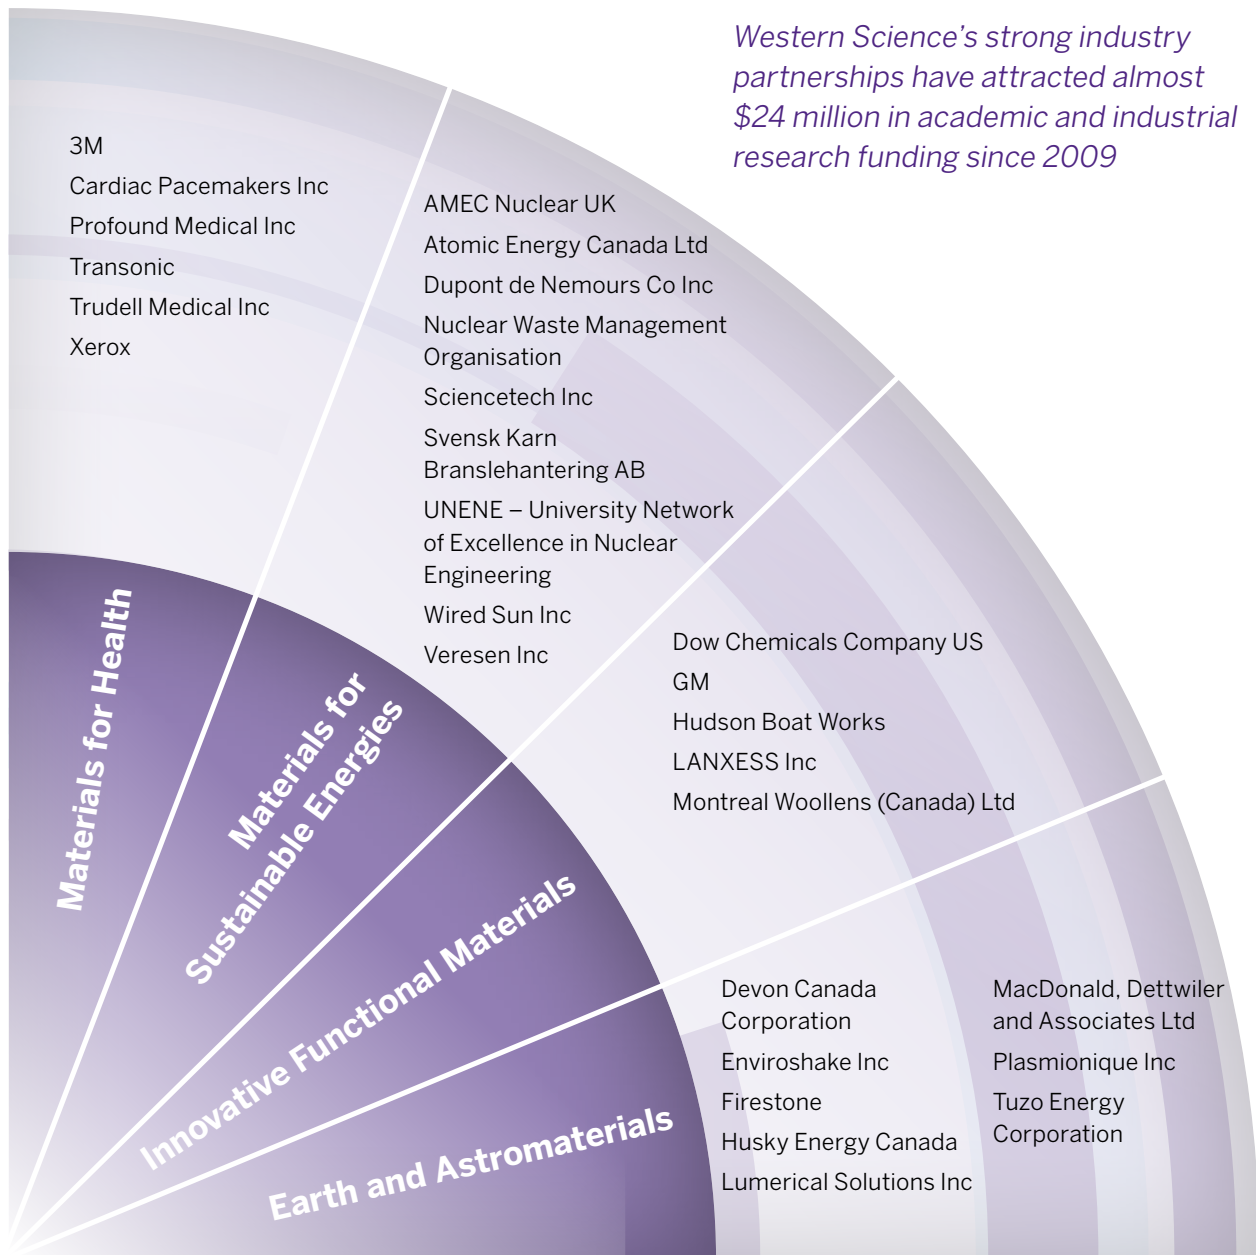 Western Science’s strong industry
partnerships have attracted almost
$24 million in academic and industrial
research funding since 2009
3M
Cardiac Pacemakers Inc
Profound Medical Inc
Transonic
Trudell Medical Inc
Xerox
AMEC Nuclear UK
Atomic Energy Canada Ltd
Dupont de Nemours Co Inc
Nuclear Waste Management
Organisation
Sciencetech Inc
Svensk Karn
Branslehantering AB
UNENE – University Network
of Excellence in Nuclear
Engineering
Wired Sun Inc
Veresen Inc
Dow Chemicals Company US
GM
Hudson Boat Works
LANXESS Inc
Montreal Woollens (Canada) Ltd
Devon Canada
Corporation
Enviroshake Inc
Firestone
Husky Energy Canada
Lumerical Solutions Inc
MacDonald, Dettwiler
and Associates Ltd
Plasmionique Inc
Tuzo Energy
Corporation
Materials for Health
Materials for
Sustainable Energies
Innovative Functional Materials
Earth and Astromaterials